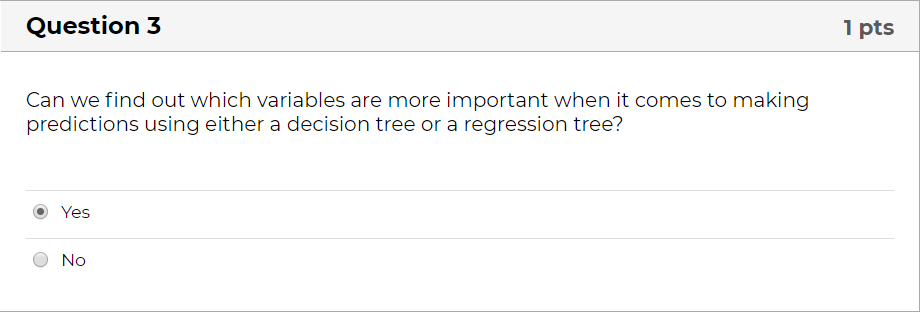 Question 3
1 pts
Can we find out which variables are more important when it comes to making
predictions using either a decision tree or a regression tree?
Yes
No